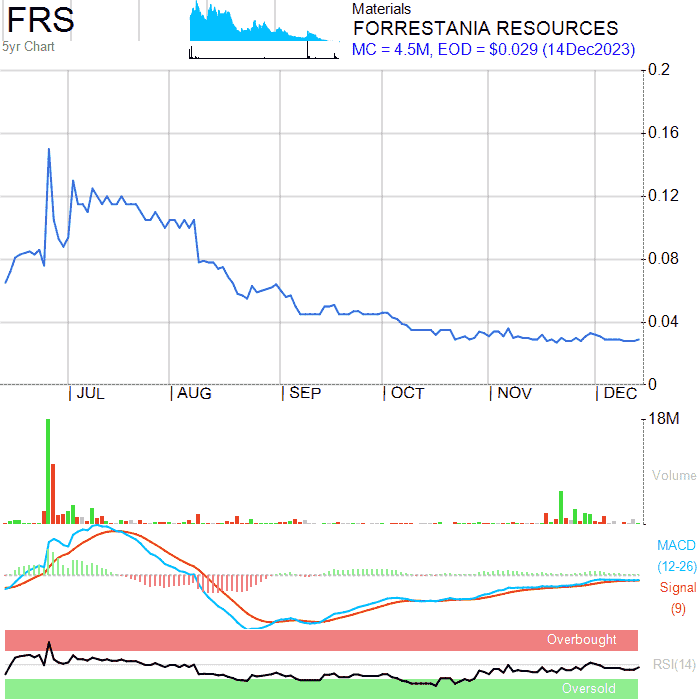 FRS
5yr Chart
Materials
FORRESTANIA RESOURCES
MC = 4.5M, EOD = $0.029 (14Dec2023)
0.2
0.16
0.12
0.08
0.04
0
JUL AUG SEP OCT NOV DEC
18M
Volume
MACD
(12-26)
Signal
(9)
Overbought
RSI(14)
Oversold